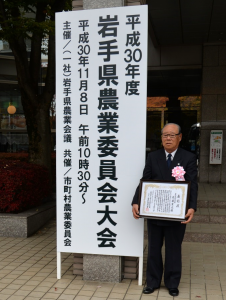 平成30年度
岩手県農業委員会大会
平成30年11月8日 午前10時30分〜
主催／(一社)岩手県農業会議 共催／市町村農業委員会